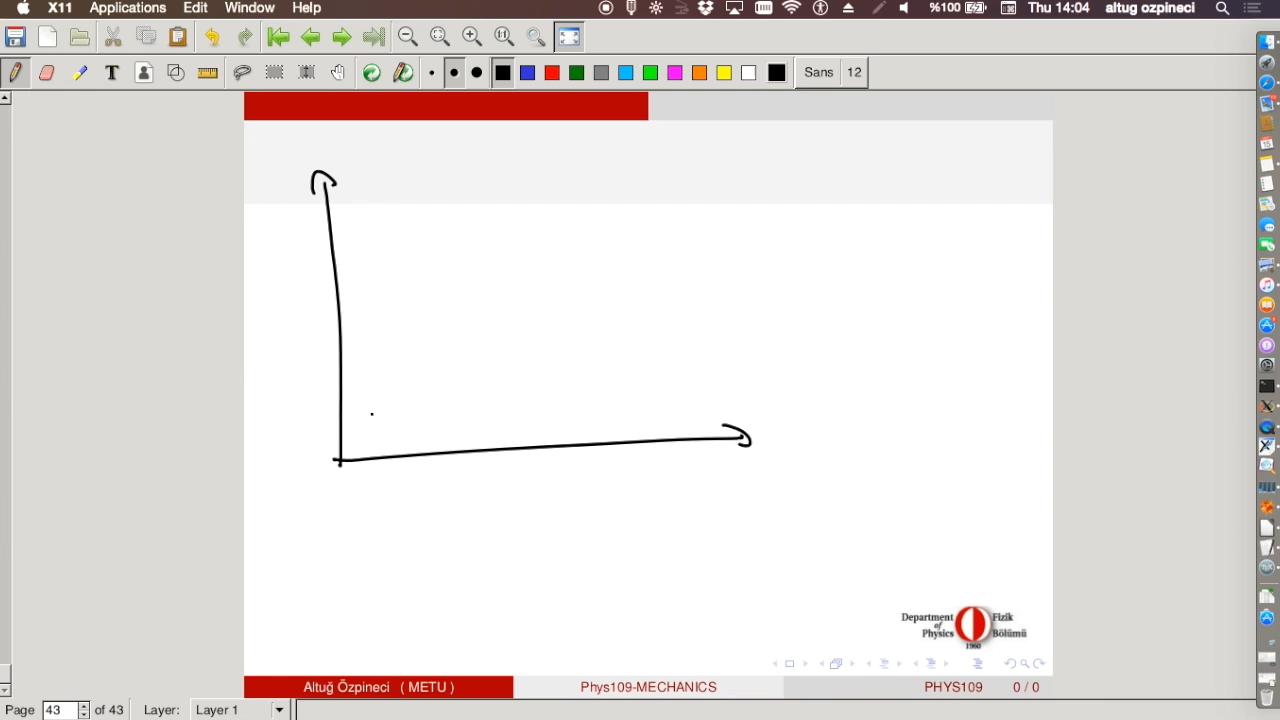 X11 Applications Edit Window Help %100 Thu 14:04 altug ozpineci
Sans 12
Department
of
Physics
Fizik
Bölümü
1960
Altuğ Özpineci ( METU ) Phys109-MECHANICS PHYS109 0 / 0
Page 43 of 43 Layer: Layer 1